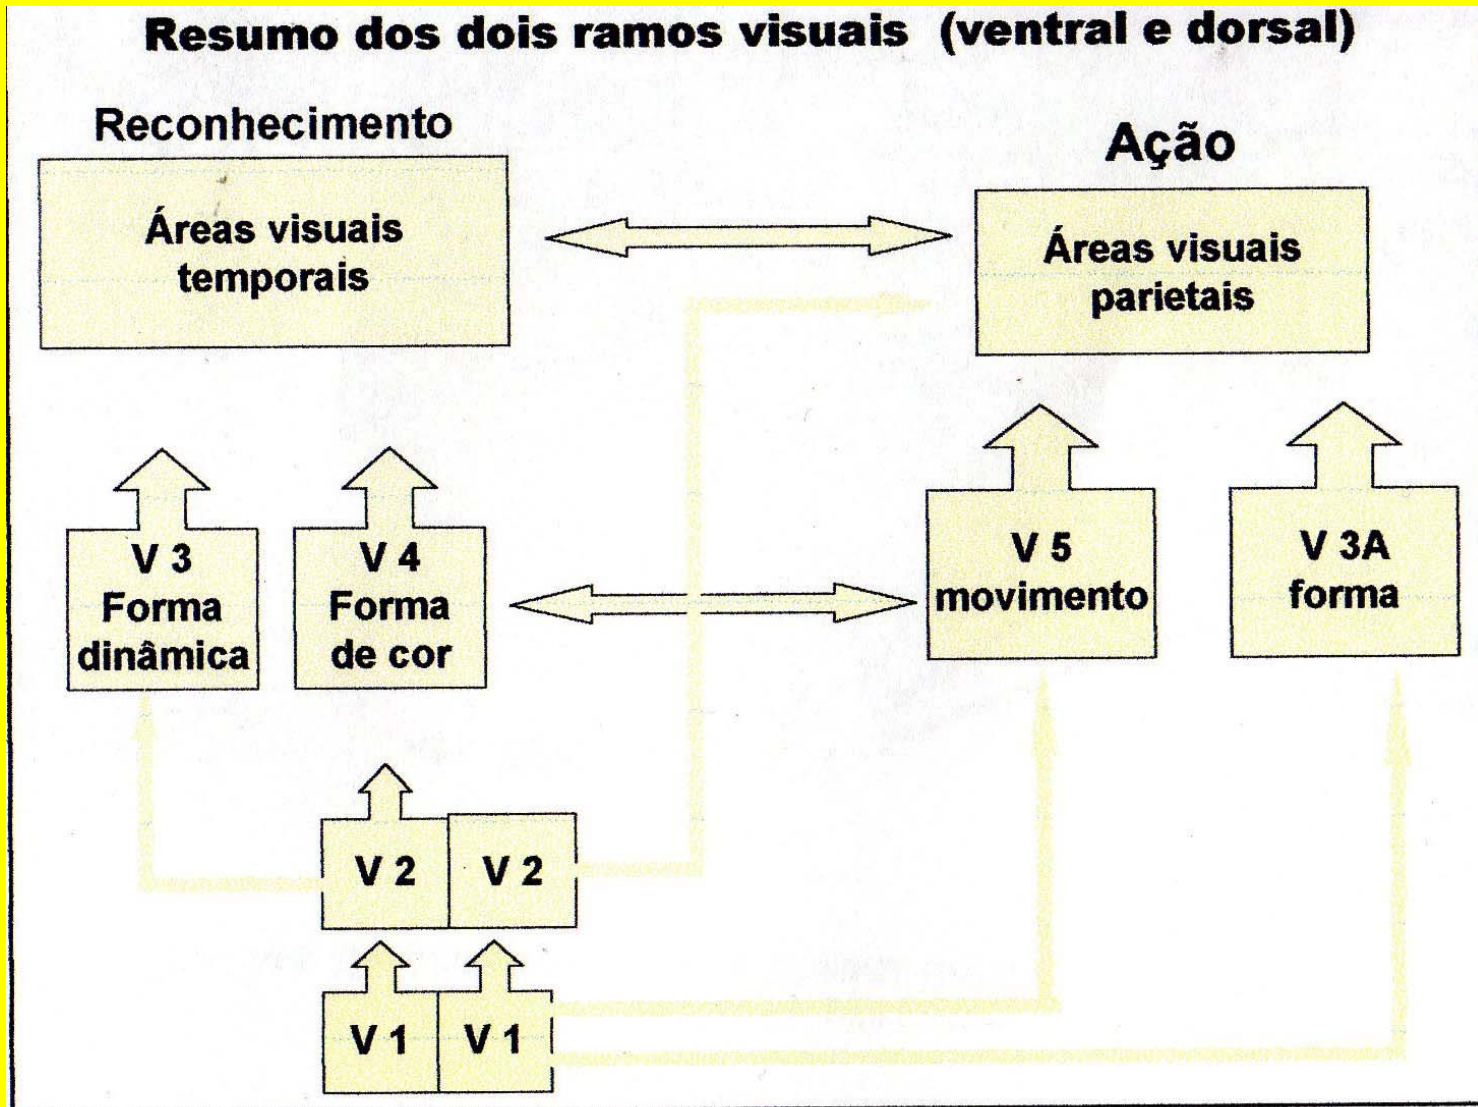 Resumo dos dois ramos visuais (ventral e dorsal)
Reconhecimento
Ação
Áreas visuais
temporais
Áreas visuais
parietais
V 3
Forma
dinâmica
V 4
Forma
de cor
V 5
movimento
V 3A
forma
V 2
V 2
V 1
V 1